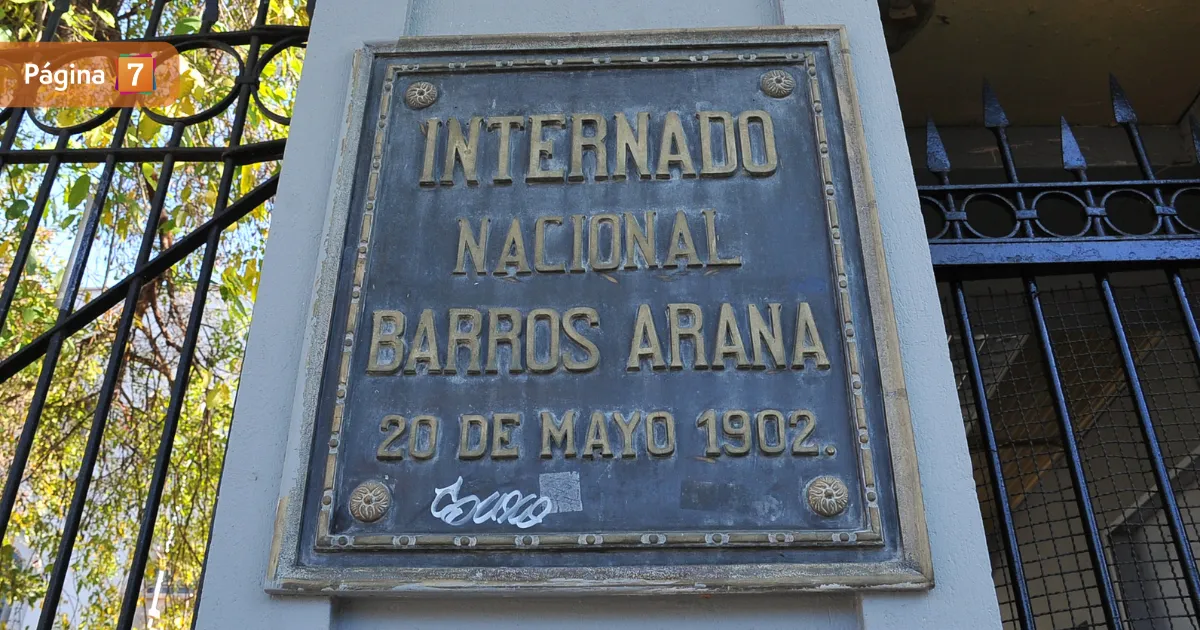 Página 7
INTERNADO
NACIONAL
BARROS ARANA
20 DE MAYO 1902.